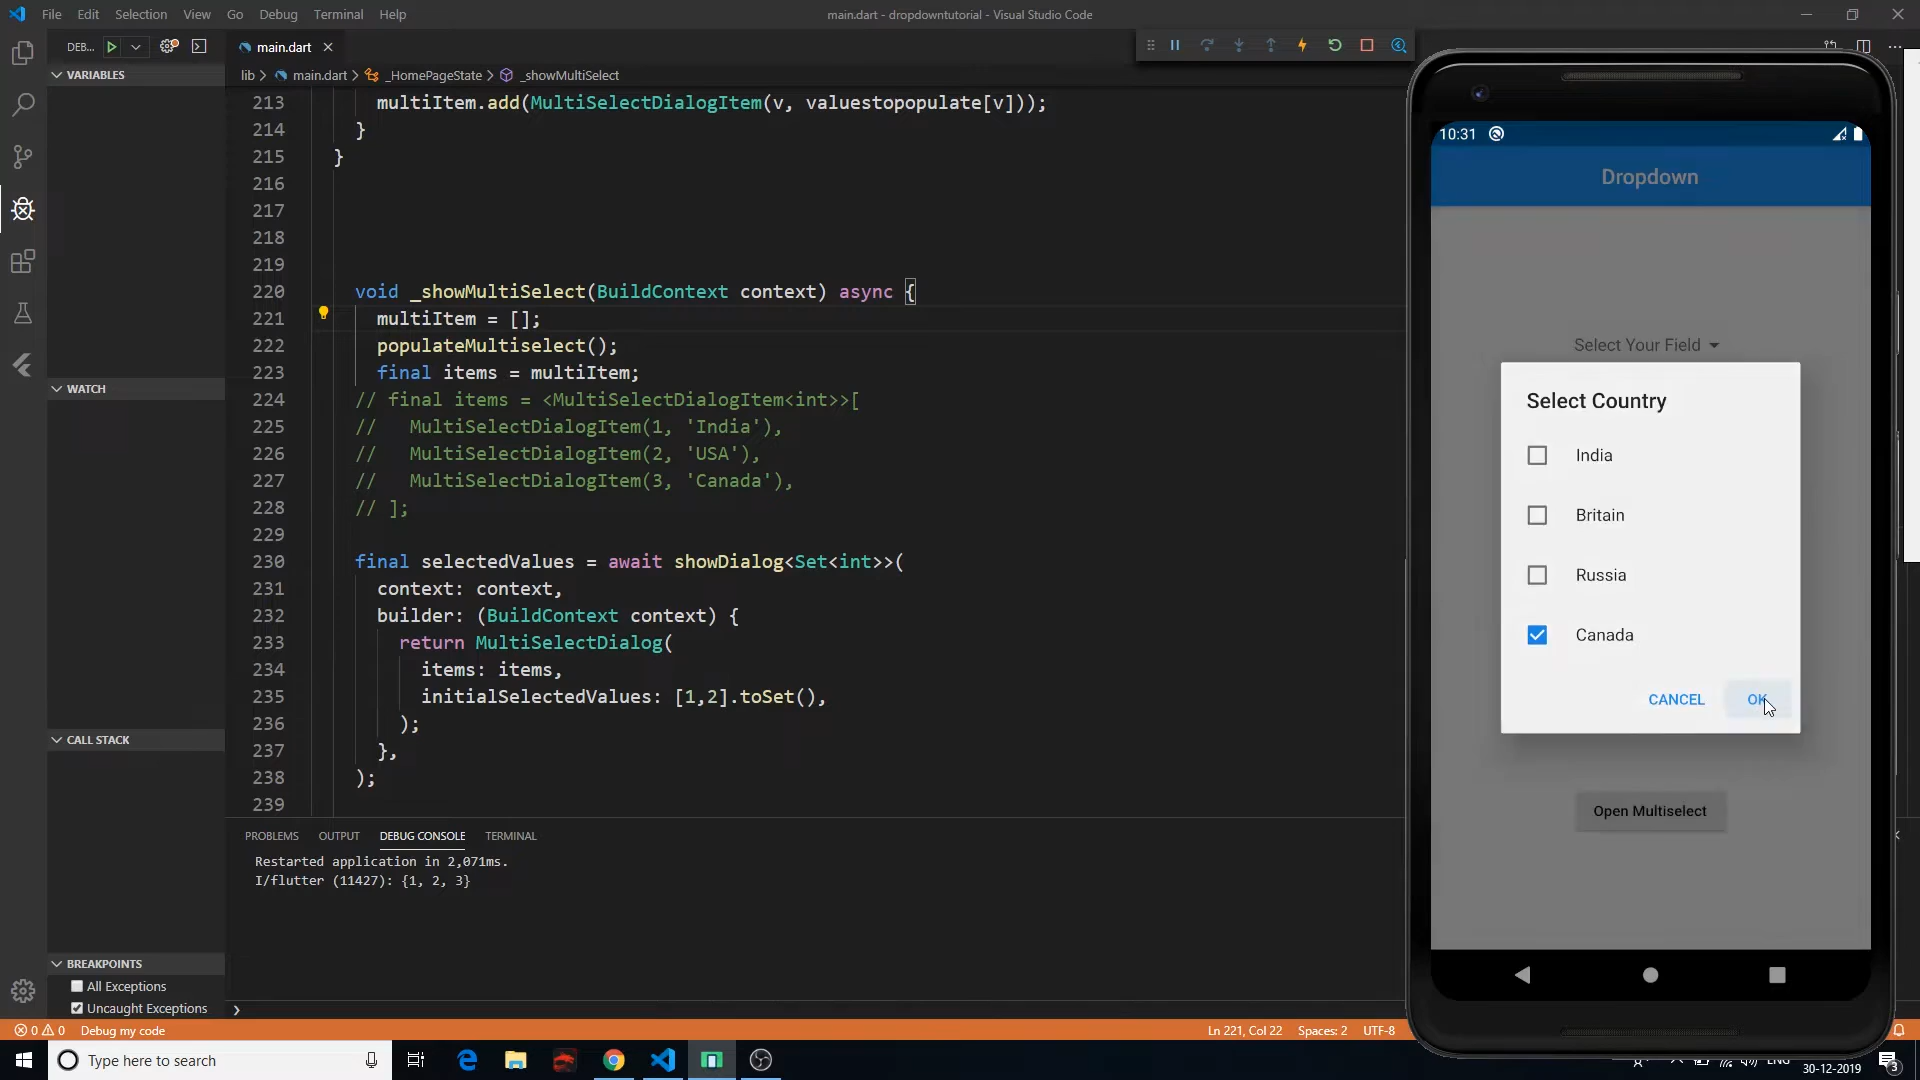 File Edit Selection View Go Debug Terminal Help
main.dart - dropdowntutorial - Visual Studio Code
DEB...
main.dart
lib > main.dart > _HomePageState > _showMultiSelect
VARIABLES
WATCH
CALL STACK
BREAKPOINTS
All Exceptions
Uncaught Exceptions
213 multiItem.add(MultiSelectDialogItem(v, valuestopopulate[v]));
214 }
215 }
216
217
218
219
220 void _showMultiSelect(BuildContext context) async {
221 multiItem = [];
222 populateMultiselect();
223 final items = multiItem;
224 // final items = <MultiSelectDialogItem<int>>[
225 // MultiSelectDialogItem(1, 'India'),
226 // MultiSelectDialogItem(2, 'USA'),
227 // MultiSelectDialogItem(3, 'Canada'),
228 // ];
229
230 final selectedValues = await showDialog<Set<int>>(
231 context: context,
232 builder: (BuildContext context) {
233 return MultiSelectDialog(
234 items: items,
235 initialSelectedValues: [1,2].toSet(),
236 );
237 },
238 );
239
PROBLEMS OUTPUT DEBUG CONSOLE TERMINAL
Restarted application in 2,071ms.
I/flutter (11427): {1, 2, 3}
10:31
Dropdown
Select Your Field
Select Country
India
Britain
Russia
Canada
CANCEL OK
Open Multiselect
0 0 Debug my code
Ln 221, Col 22 Spaces: 2 UTF-8
Type here to search
ENG
30-12-2019
3